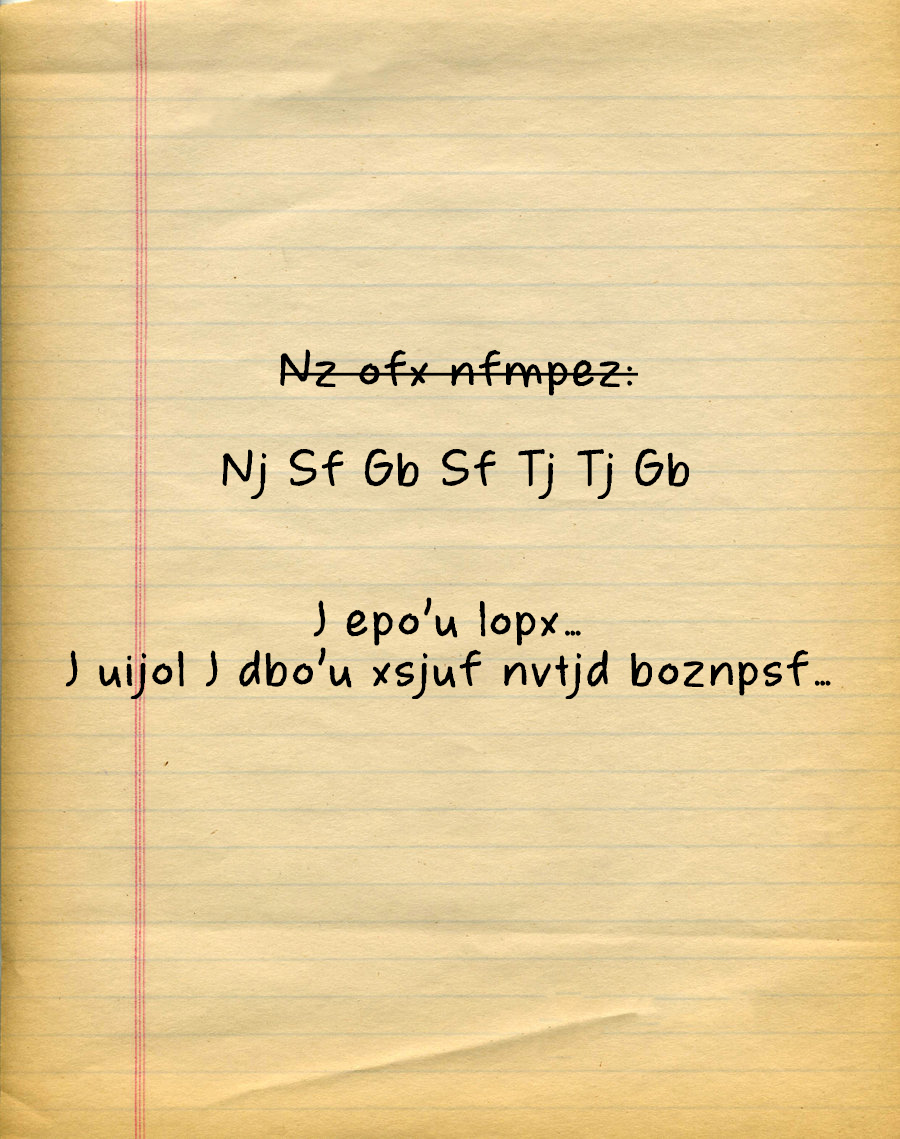 Nz ofx nfmpez:
Nj Sf Gb Sf Tj Tj Gb
J epo'u lopx...
J uijol J dbo'u xsjuf nvtjd boznpsf...